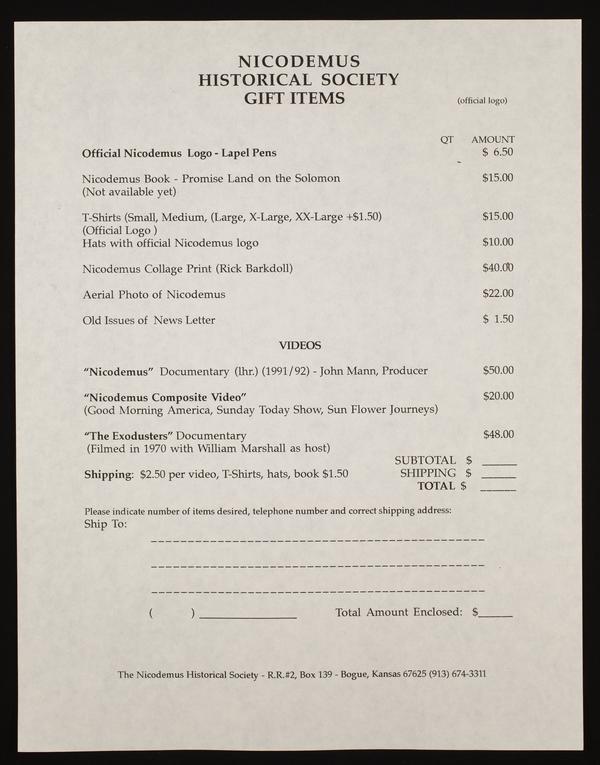 NICODEMUS
HISTORICAL SOCIETY
GIFT ITEMS
(official logo)
QT AMOUNT
Official Nicodemus Logo - Lapel Pens $ 6.50
Nicodemus Book - Promise Land on the Solomon $15.00
(Not available yet)
T-Shirts (Small, Medium, (Large, X-Large, XX-Large +$1.50) $15.00
(Official Logo )
Hats with official Nicodemus logo $10.00
Nicodemus Collage Print (Rick Barkdoll) $40.00
Aerial Photo of Nicodemus $22.00
Old Issues of News Letter $ 1.50
VIDEOS
"Nicodemus" Documentary (lhr.) (1991/92) - John Mann, Producer $50.00
"Nicodemus Composite Video" $20.00
(Good Morning America, Sunday Today Show, Sun Flower Journeys)
"The Exodusters" Documentary $48.00
(Filmed in 1970 with William Marshall as host)
SUBTOTAL $ ______
Shipping: $2.50 per video, T-Shirts, hats, book $1.50 SHIPPING $ ______
TOTAL $ ______
Please indicate number of items desired, telephone number and correct shipping address:
Ship To:
( ) ________________ Total Amount Enclosed: $______
The Nicodemus Historical Society - R.R.#2, Box 139 - Bogue, Kansas 67625 (913) 674-3311